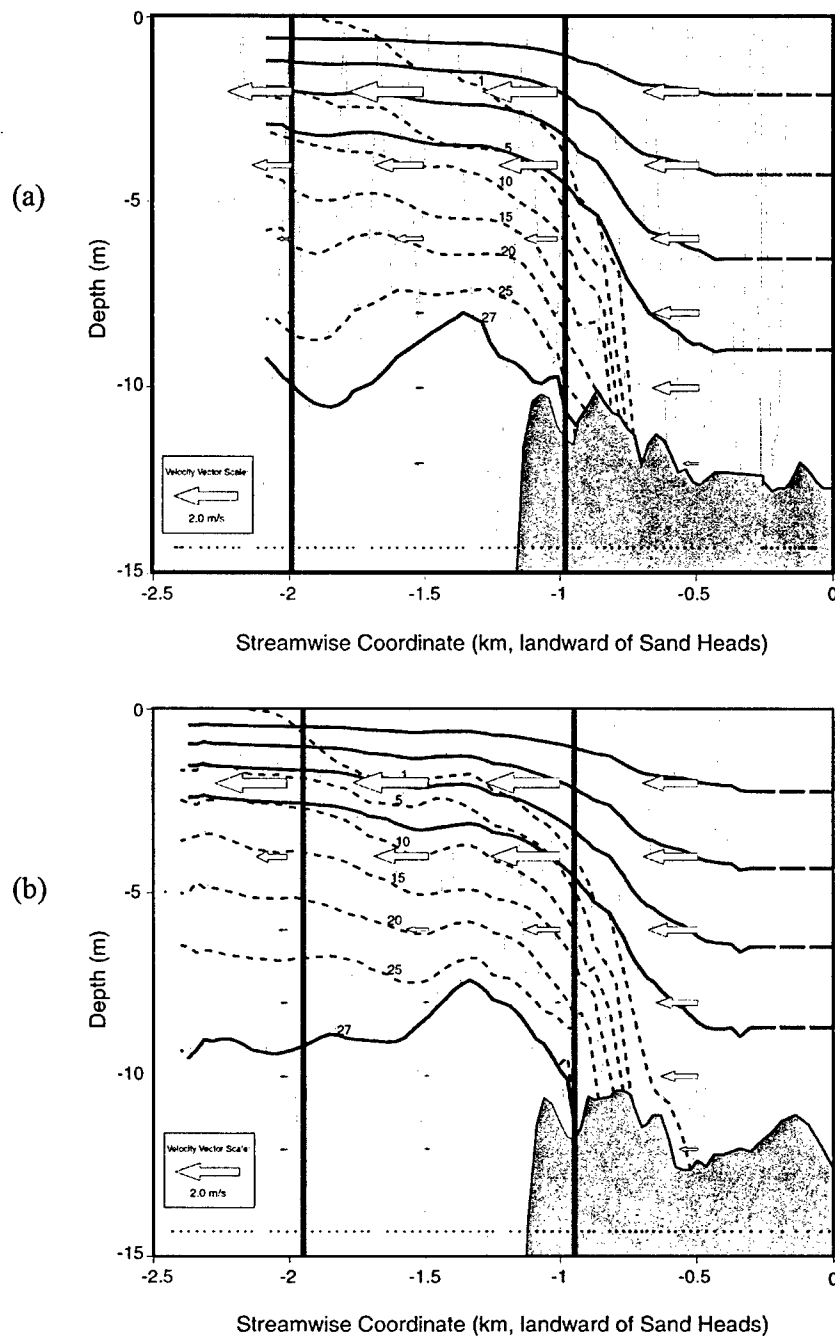 (a)
0
-5
-10
-15
Depth (m)
1
5
10
15
20
25
27
Velocity Vector Scale:
2.0 m/s
-2.5 -2 -1.5 -1 -0.5 0
Streamwise Coordinate (km, landward of Sand Heads)
(b)
0
-5
-10
-15
Depth (m)
1
5
10
15
20
25
27
Velocity Vector Scale:
2.0 m/s
-2.5 -2 -1.5 -1 -0.5 0
Streamwise Coordinate (km, landward of Sand Heads)